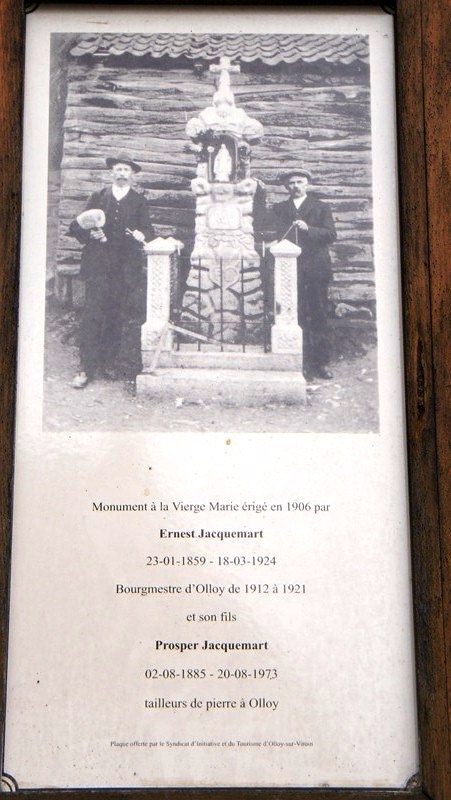 Monument à la Vierge Marie érigé en 1906 par
Ernest Jacquemart
23-01-1859 - 18-03-1924
Bourgmestre d'Olloy de 1912 à 1921
et son fils
Prosper Jacquemart
02-08-1885 - 20-08-1973
tailleurs de pierre à Olloy
Plaque offerte par le Syndicat d'Initiative et du Tourisme d'Olloy-sur-Viroin